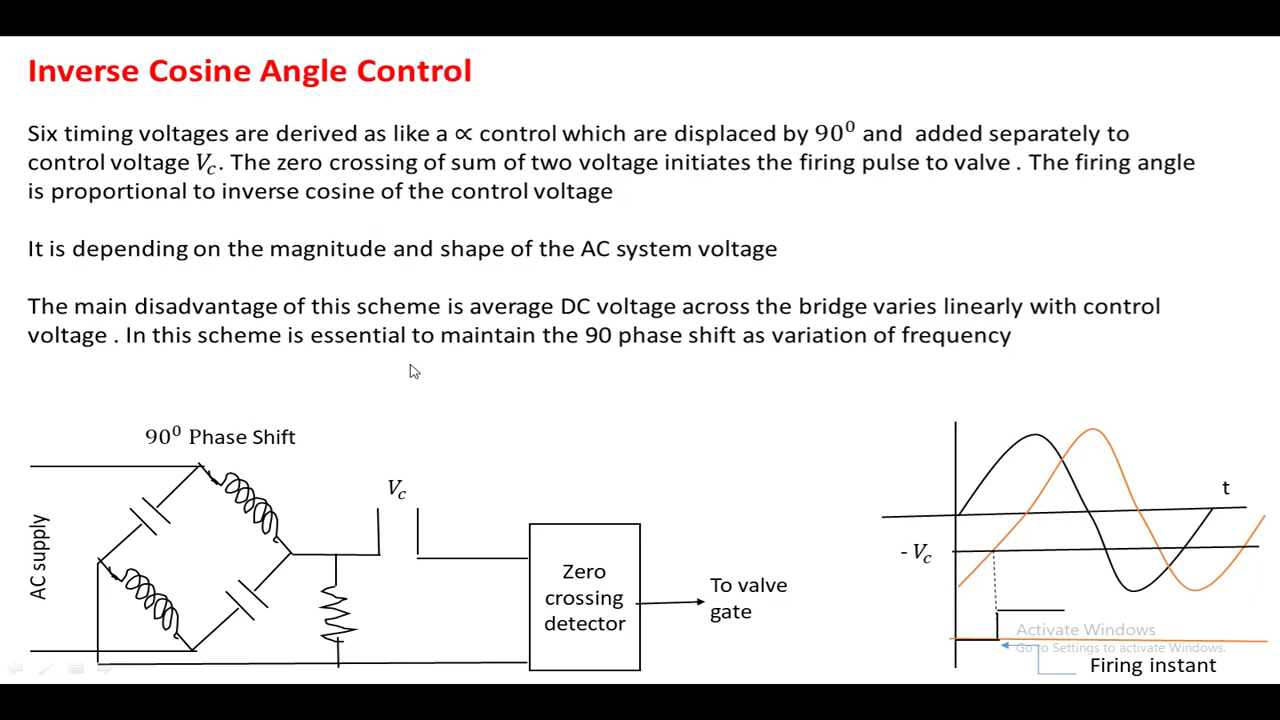 Inverse Cosine Angle Control
Six timing voltages are derived as like a ∝ control which are displaced by 90⁰ and added separately to
control voltage Vc. The zero crossing of sum of two voltage initiates the firing pulse to valve . The firing angle
is proportional to inverse cosine of the control voltage
It is depending on the magnitude and shape of the AC system voltage
The main disadvantage of this scheme is average DC voltage across the bridge varies linearly with control
voltage . In this scheme is essential to maintain the 90 phase shift as variation of frequency
90⁰ Phase Shift
AC supply
Vc
Zero
crossing
detector
To valve
gate
t
- Vc
Activate Windows
Go to Settings to activate Windows.
Firing instant